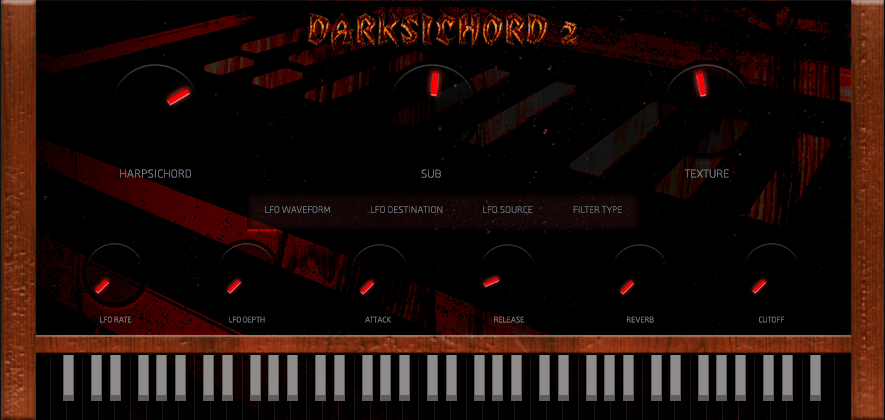 DARKSICHORD 2
HARPSICHORD SUB TEXTURE
LFO WAVEFORM LFO DESTINATION LFO SOURCE FILTER TYPE
LFO RATE LFO DEPTH ATTACK RELEASE REVERB CUTOFF